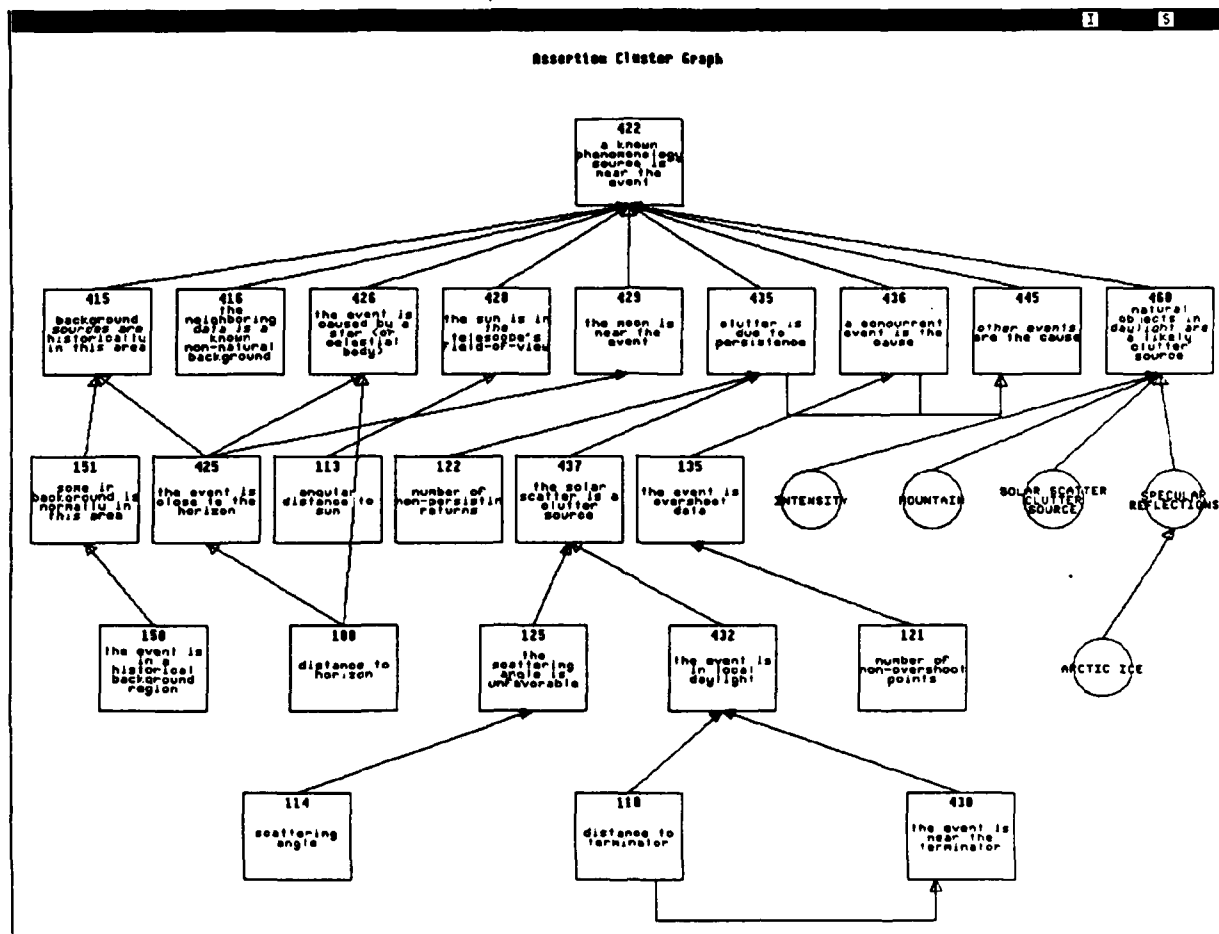 I S
Assertion Cluster Graph
422
a known
phenomenology
source is
near the
event
415
background
sources are
historically
in this area
416
the
neighboring
data is a
known
non-natural
background
426
the event is
caused by a
star (or
celestial
body)
428
the sun is in
the
telescope's
field-of-view
429
the moon is
near the
event
435
clutter is
due to
persistence
436
a concurrent
event is the
cause
445
other events
are the cause
460
natural
objects in
daylight are
a likely
clutter
source
151
some ir
background is
normally in
this area
425
the event is
close to the
horizon
113
angular
distance to
sun
122
number of
non-persistin
returns
437
the solar
scatter is a
clutter
source
135
the event is
overshoot
data
INTENSITY
MOUNTAIN
SOLAR SCATTER
CLUTTER
SOURCE
SPECULAR
REFLECTIONS
150
the event is
in a
historical
background
region
distance to
horizon
125
the
scattering
angle is
unfavorable
432
the event is
in local
daylight
121
number of
non-overshoot
points
ARCTIC ICE
114
scattering
angle
distance to
terminator
the event is
near the
terminator